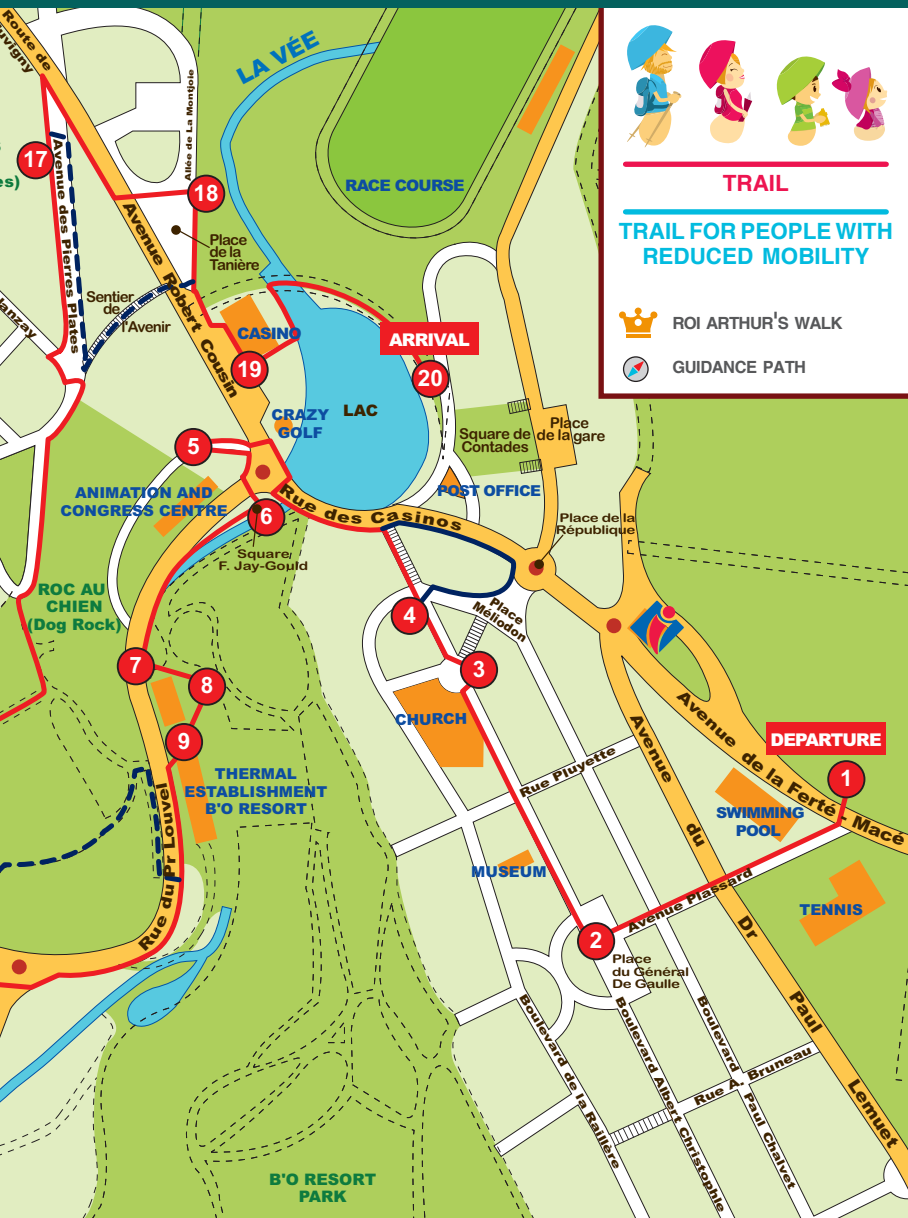 Route de
uvigny
LA VÉE
Allée de La Montjoie
17
es)
Avenue des Pierres Plates
18
RACE COURSE
TRAIL
TRAIL FOR PEOPLE WITH
REDUCED MOBILITY
ROI ARTHUR'S WALK
GUIDANCE PATH
Avenue Robert Cousin
Place
de la
Tanière
Sentier
de
l'Avenir
lanzay
CASINO
19
ARRIVAL
20
LAC
CRAZY
GOLF
Square de
Contades
Place
de la gare
5
ANIMATION AND
CONGRESS CENTRE
6
POST OFFICE
Rue des Casinos
Place de la
République
Square
F. Jay-Gould
ROC AU
CHIEN
(Dog Rock)
4
Place
Méliodon
7
8
3
CHURCH
9
THERMAL
ESTABLISHMENT
B'O RESORT
Rue du Pr Louvel
Avenue de la Ferté - Macé
DEPARTURE
1
Rue Pluyette
SWIMMING
POOL
Avenue du Dr Paul Lemuet
MUSEUM
Avenue Plassard
TENNIS
2
Place
du Général
De Gaulle
Boulevard de la Raillère
Boulevard Albert Christophle
Boulevard Paul Chalvet
Rue A. Bruneau
B'O RESORT
PARK